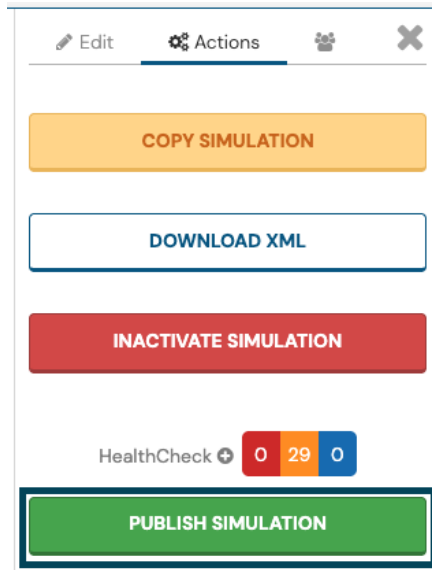 Edit Actions
COPY SIMULATION
DOWNLOAD XML
INACTIVATE SIMULATION
HealthCheck 0 29 0
PUBLISH SIMULATION